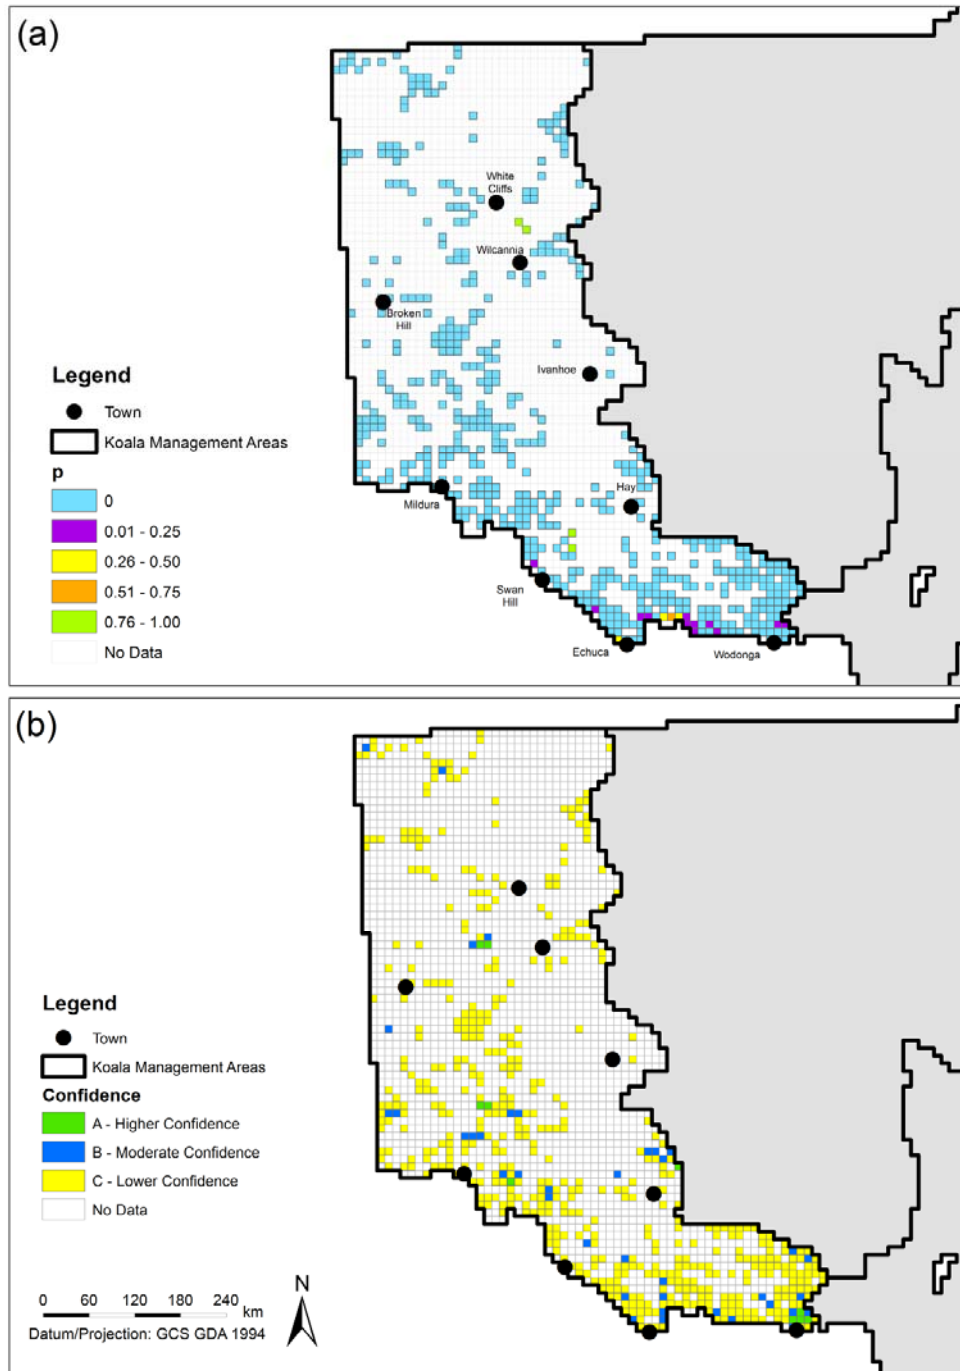 (a)
White
Cliffs
Wilcannia
Broken
Hill
Ivanhoe
Legend
Town
Koala Management Areas
p
0
0.01 - 0.25
0.26 - 0.50
0.51 - 0.75
0.76 - 1.00
No Data
Mildura
Hay
Swan
Hill
Echuca
Wodonga
(b)
Legend
Town
Koala Management Areas
Confidence
A - Higher Confidence
B - Moderate Confidence
C - Lower Confidence
No Data
N
0 60 120 180 240
km
Datum/Projection: GCS GDA 1994